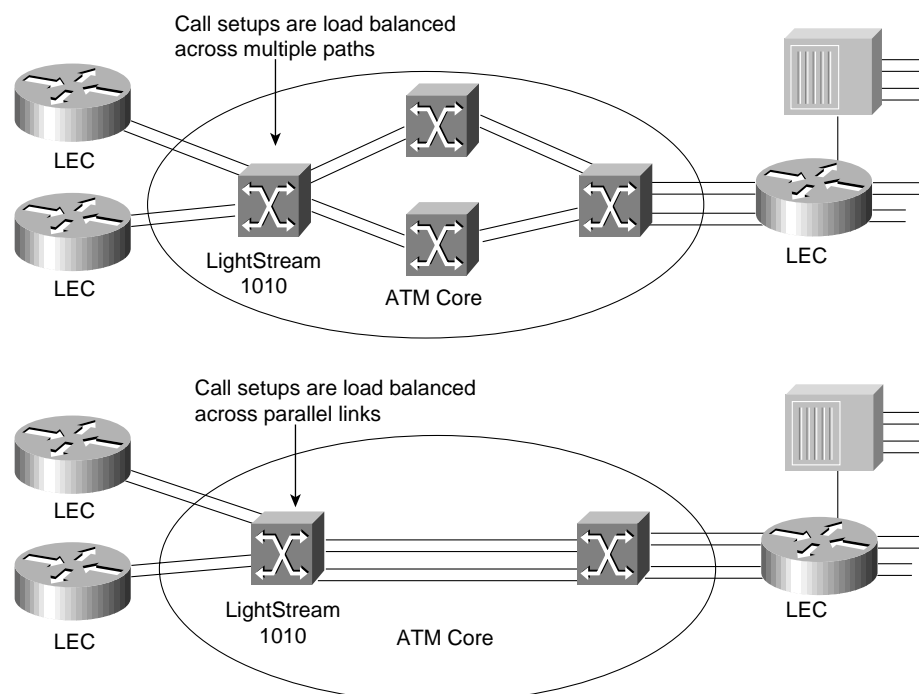 Call setups are load balanced
across multiple paths
LEC
LEC
LightStream
1010
ATM Core
LEC
Call setups are load balanced
across parallel links
LEC
LEC
LightStream
1010
ATM Core
LEC